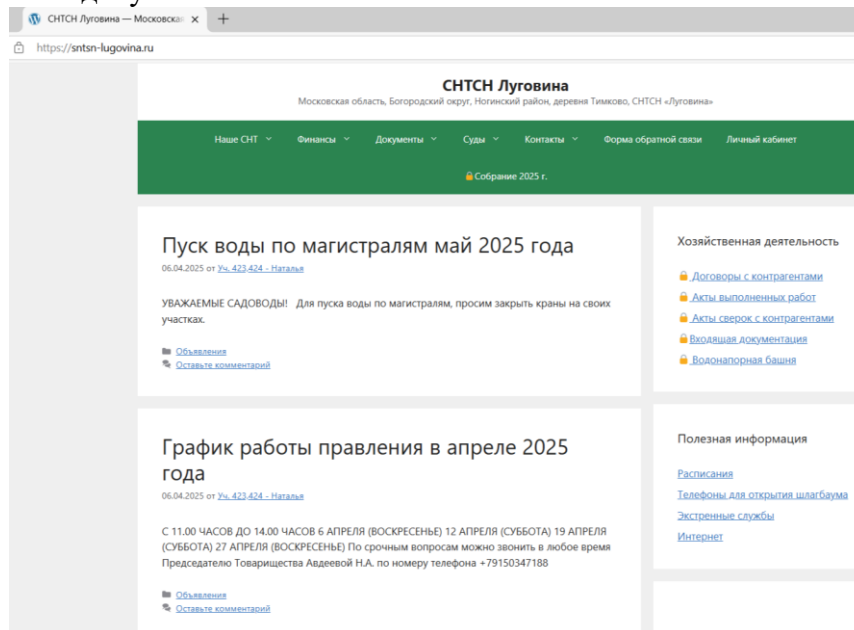 СНТСН Луговина — Московская
https://sntsn-lugovina.ru
СНТСН Луговина
Московская область, Богородский округ, Ногинский район, деревня Тимково, СНТСН «Луговина»
Наше СНТ Финансы Документы Суды Контакты Форма обратной связи Личный кабинет
Собрание 2025 г.
Пуск воды по магистралям май 2025 года
06.04.2025 от Уч. 423,424 - Наталья
УВАЖАЕМЫЕ САДОВОДЫ! Для пуска воды по магистралям, просим закрыть краны на своих
участках.
Объявления
Оставьте комментарий
График работы правления в апреле 2025
года
06.04.2025 от Уч. 423,424 - Наталья
С 11.00 ЧАСОВ ДО 14.00 ЧАСОВ 6 АПРЕЛЯ (ВОСКРЕСЕНЬЕ) 12 АПРЕЛЯ (СУББОТА) 19 АПРЕЛЯ
(СУББОТА) 27 АПРЕЛЯ (ВОСКРЕСЕНЬЕ) По срочным вопросам можно звонить в любое время
Председателю Товарищества Авдеевой Н.А. по номеру телефона +79150347188
Объявления
Оставьте комментарий
Хозяйственная деятельность
Договоры с контрагентами
Акты выполненных работ
Акты сверок с контрагентами
Входящая документация
Водонапорная башня
Полезная информация
Расписания
Телефоны для открытия шлагбаума
Экстренные службы
Интернет